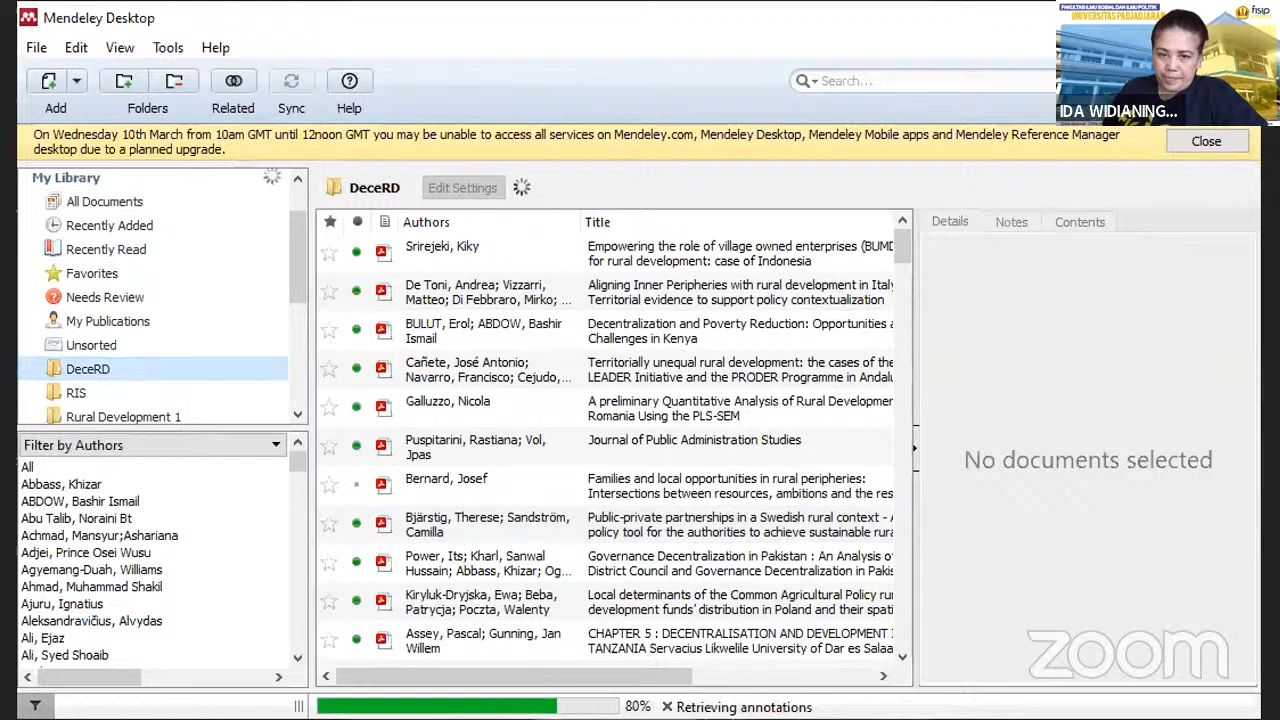 Mendeley Desktop
FAKULTAS ILMU SOSIAL DAN ILMU POLITIK
UNIVERSITAS PADJADJARAN
fisip
IDA WIDIANING...
File Edit View Tools Help
Search...
Add Folders Related Sync Help
On Wednesday 10th March from 10am GMT until 12noon GMT you may be unable to access all services on Mendeley.com, Mendeley Desktop, Mendeley Mobile apps and Mendeley Reference Manager
desktop due to a planned upgrade.
Close
My Library
All Documents
Recently Added
Recently Read
Favorites
Needs Review
My Publications
Unsorted
DeceRD
RIS
Rural Development 1
Filter by Authors
All
Abbass, Khizar
ABDOW, Bashir Ismail
Abu Talib, Noraini Bt
Achmad, Mansyur;Ashariana
Adjei, Prince Osei Wusu
Agyemang-Duah, Williams
Ahmad, Muhammad Shakil
Ajuru, Ignatius
Aleksandravičius, Alvydas
Ali, Ejaz
Ali, Syed Shoaib
DeceRD Edit Settings
Authors Title
Srirejeki, Kiky
Empowering the role of village owned enterprises (BUMD
for rural development: case of Indonesia
De Toni, Andrea; Vizzarri,
Matteo; Di Febbraro, Mirko; ...
Aligning Inner Peripheries with rural development in Italy
Territorial evidence to support policy contextualization
BULUT, Erol; ABDOW, Bashir
Ismail
Decentralization and Poverty Reduction: Opportunities a
Challenges in Kenya
Cañete, José Antonio;
Navarro, Francisco; Cejudo,...
Territorially unequal rural development: the cases of the
LEADER Initiative and the PRODER Programme in Andalu
Galluzzo, Nicola
A preliminary Quantitative Analysis of Rural Developmen
Romania Using the PLS-SEM
Puspitarini, Rastiana; Vol,
Jpas
Journal of Public Administration Studies
Bernard, Josef
Families and local opportunities in rural peripheries:
Intersections between resources, ambitions and the res
Bjärstig, Therese; Sandström,
Camilla
Public-private partnerships in a Swedish rural context - A
policy tool for the authorities to achieve sustainable rura
Power, Its; Kharl, Sanwal
Hussain; Abbass, Khizar; Og...
Governance Decentralization in Pakistan : An Analysis of
District Council and Governance Decentralization in Pakis
Kiryluk-Dryjska, Ewa; Beba,
Patrycja; Poczta, Walenty
Local determinants of the Common Agricultural Policy rur
development funds' distribution in Poland and their spati
Assey, Pascal; Gunning, Jan
Willem
CHAPTER 5 : DECENTRALISATION AND DEVELOPMENT I
TANZANIA Servacius Likwelile University of Dar es Salaa
Details Notes Contents
No documents selected
zoom
80% Retrieving annotations